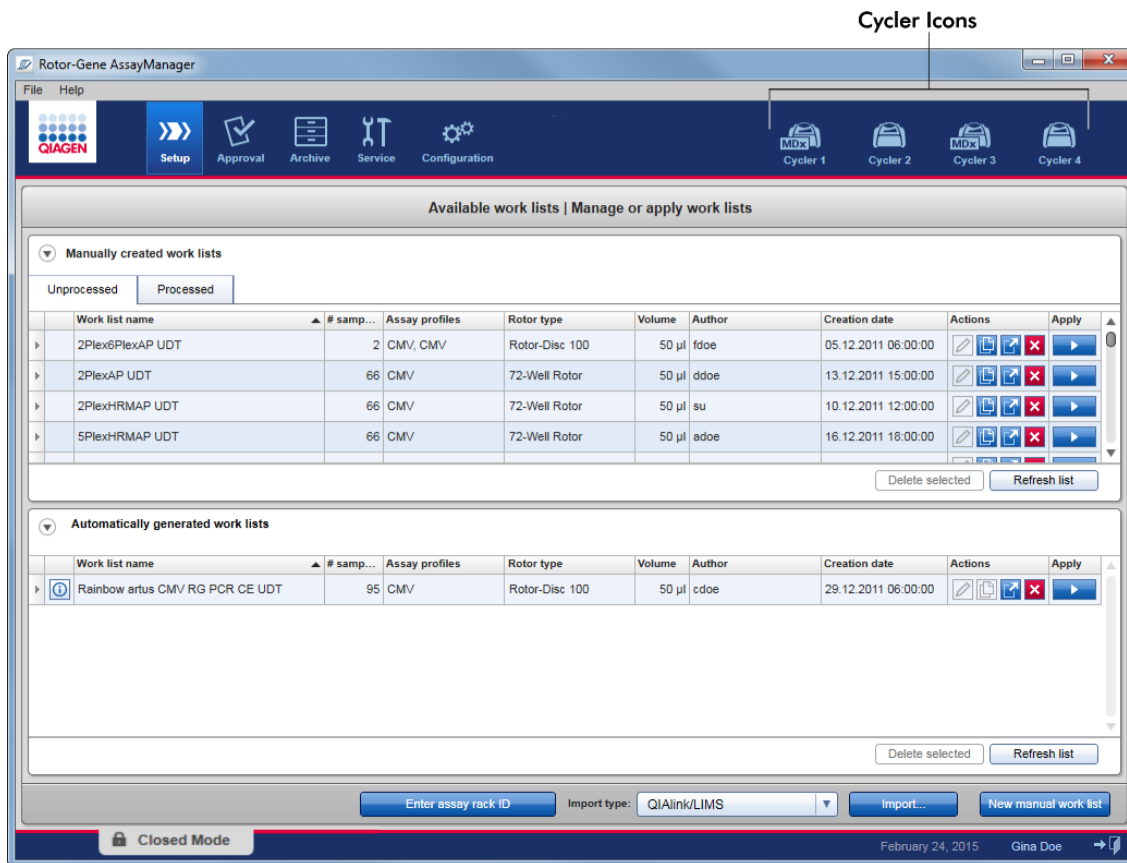 Cycler Icons
Rotor-Gene AssayManager
File Help
QIAGEN
Setup Approval Archive Service Configuration
MDx Cycler 1 Cycler 2 MDx Cycler 3 Cycler 4
Available work lists | Manage or apply work lists
Manually created work lists
Unprocessed Processed
Work list name # samp... Assay profiles Rotor type Volume Author Creation date Actions Apply
2Plex6PlexAP UDT 2 CMV, CMV Rotor-Disc 100 50 µl fdoe 05.12.2011 06:00:00
2PlexAP UDT 66 CMV 72-Well Rotor 50 µl ddoe 13.12.2011 15:00:00
2PlexHRMAP UDT 66 CMV 72-Well Rotor 50 µl su 10.12.2011 12:00:00
5PlexHRMAP UDT 66 CMV 72-Well Rotor 50 µl adoe 16.12.2011 18:00:00
Delete selected Refresh list
Automatically generated work lists
Work list name # samp... Assay profiles Rotor type Volume Author Creation date Actions Apply
Rainbow artus CMV RG PCR CE UDT 95 CMV Rotor-Disc 100 50 µl cdoe 29.12.2011 06:00:00
Delete selected Refresh list
Enter assay rack ID Import type: QIAlink/LIMS Import... New manual work list
Closed Mode February 24, 2015 Gina Doe